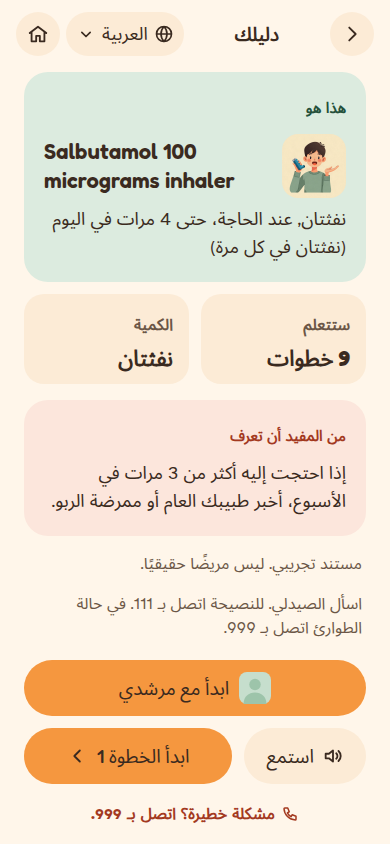 دليلك
العربية
هذا هو
Salbutamol 100
micrograms inhaler
نفثتان, عند الحاجة، حتى 4 مرات في اليوم
(نفثتان في كل مرة)
ستتعلم
9 خطوات
الكمية
نفثتان
من المفيد أن تعرف
إذا احتجت إليه أكثر من 3 مرات في
الأسبوع، أخبر طبيبك العام أو ممرضة الربو.
مستند تجريبي. ليس مريضًا حقيقيًا.
اسأل الصيدلي. للنصيحة اتصل بـ 111. في حالة
الطوارئ اتصل بـ 999.
ابدأ مع مرشدي
استمع
ابدأ الخطوة 1
مشكلة خطيرة؟ اتصل بـ 999.